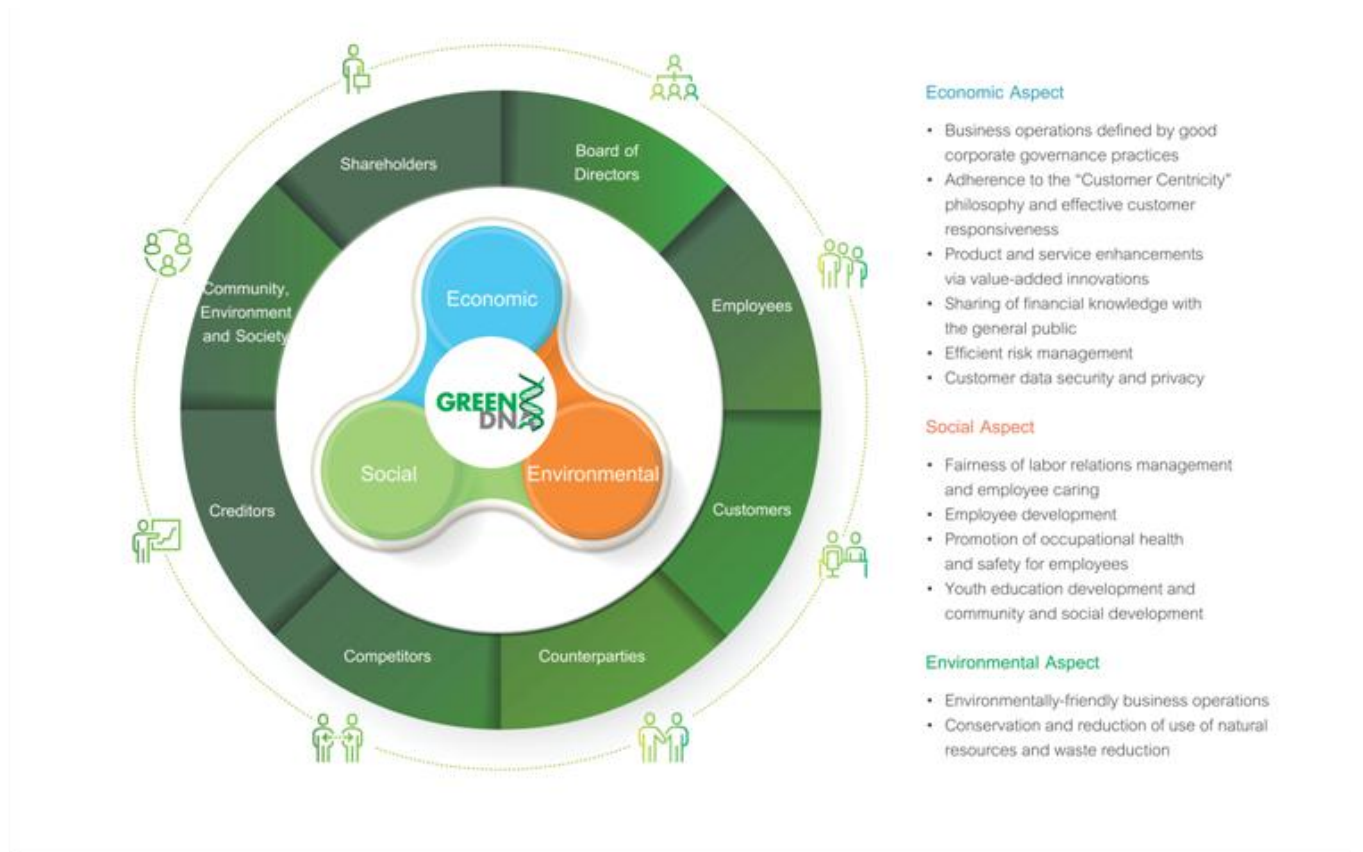 Shareholders
Board of
Directors
Community,
Environment
and Society
Employees
Economic
GREEN
DNA
Social
Environmental
Creditors
Customers
Competitors
Counterparties
Economic Aspect
• Business operations defined by good
corporate governance practices
• Adherence to the "Customer Centricity"
philosophy and effective customer
responsiveness
• Product and service enhancements
via value-added innovations
• Sharing of financial knowledge with
the general public
• Efficient risk management
• Customer data security and privacy
Social Aspect
• Fairness of labor relations management
and employee caring
• Employee development
• Promotion of occupational health
and safety for employees
• Youth education development and
community and social development
Environmental Aspect
• Environmentally-friendly business operations
• Conservation and reduction of use of natural
resources and waste reduction